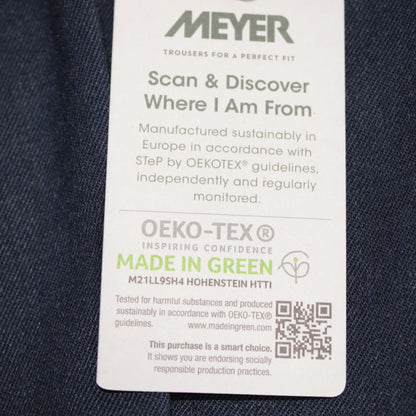 MEYER
TROUSERS FOR A PERFECT FIT
Scan & Discover
Where I Am From
Manufactured sustainably in
Europe in accordance with
STeP by OEKOTEX® guidelines,
independently and regularly
monitored.
OEKO-TEX®
INSPIRING CONFIDENCE
MADE IN GREEN
M21LL9SH4 HOHENSTEIN HTTI
Tested for harmful substances and produced
sustainably in accordance with OEKO-TEX®
guidelines. www.madeingreen.com
This purchase is a smart choice.
It shows you are endorsing socially
responsible production practices.